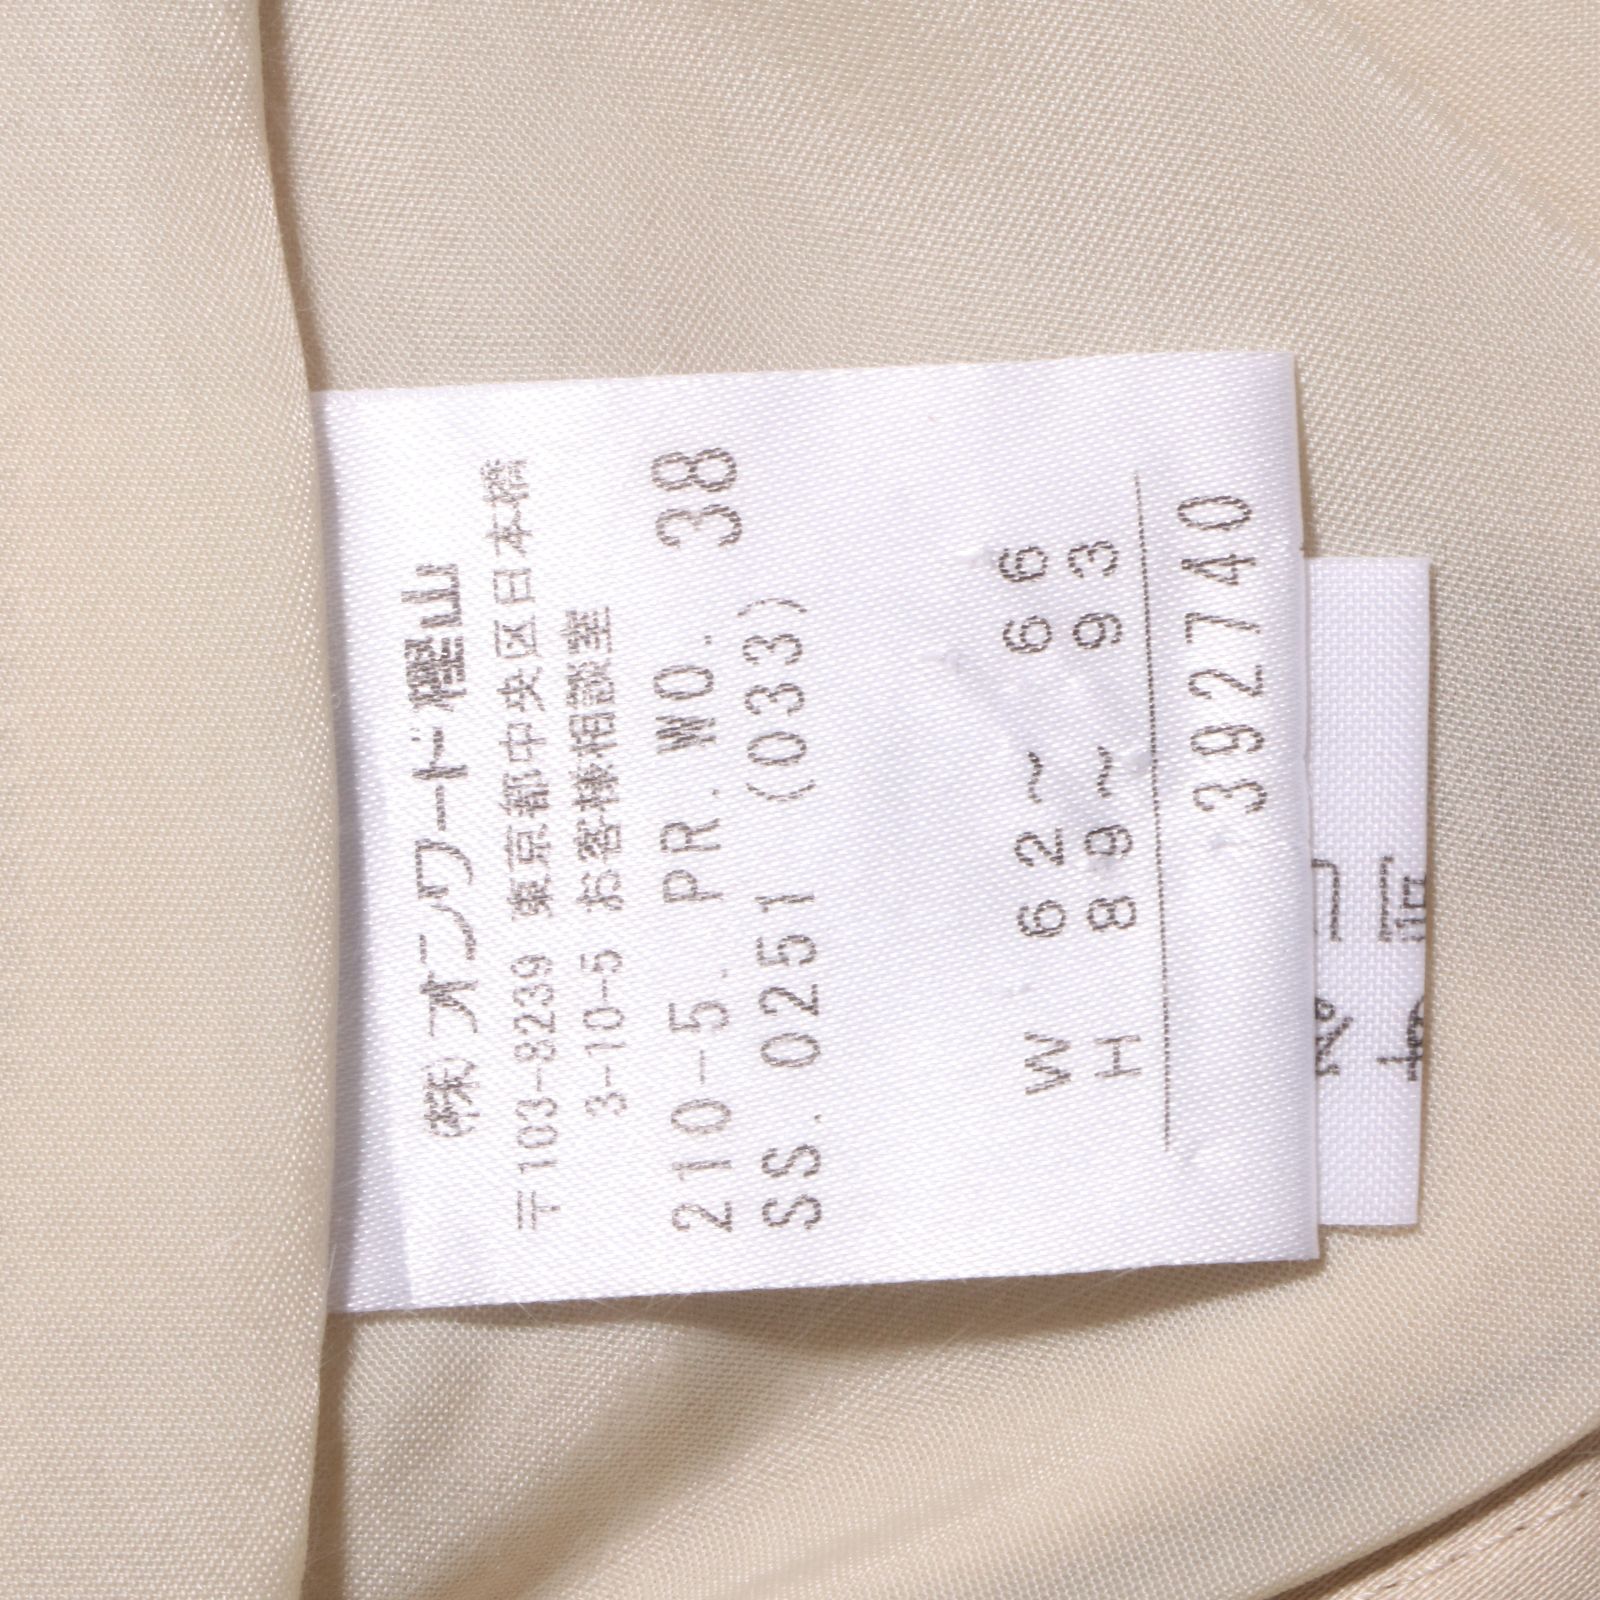 ㈱オンワード樫山
〒103-8239 東京都中央区日本橋
3-10-5 お客様相談室
210-5. PR. WO. 38
SS. 0251 (033)
W 62～66
H 89～93
392740